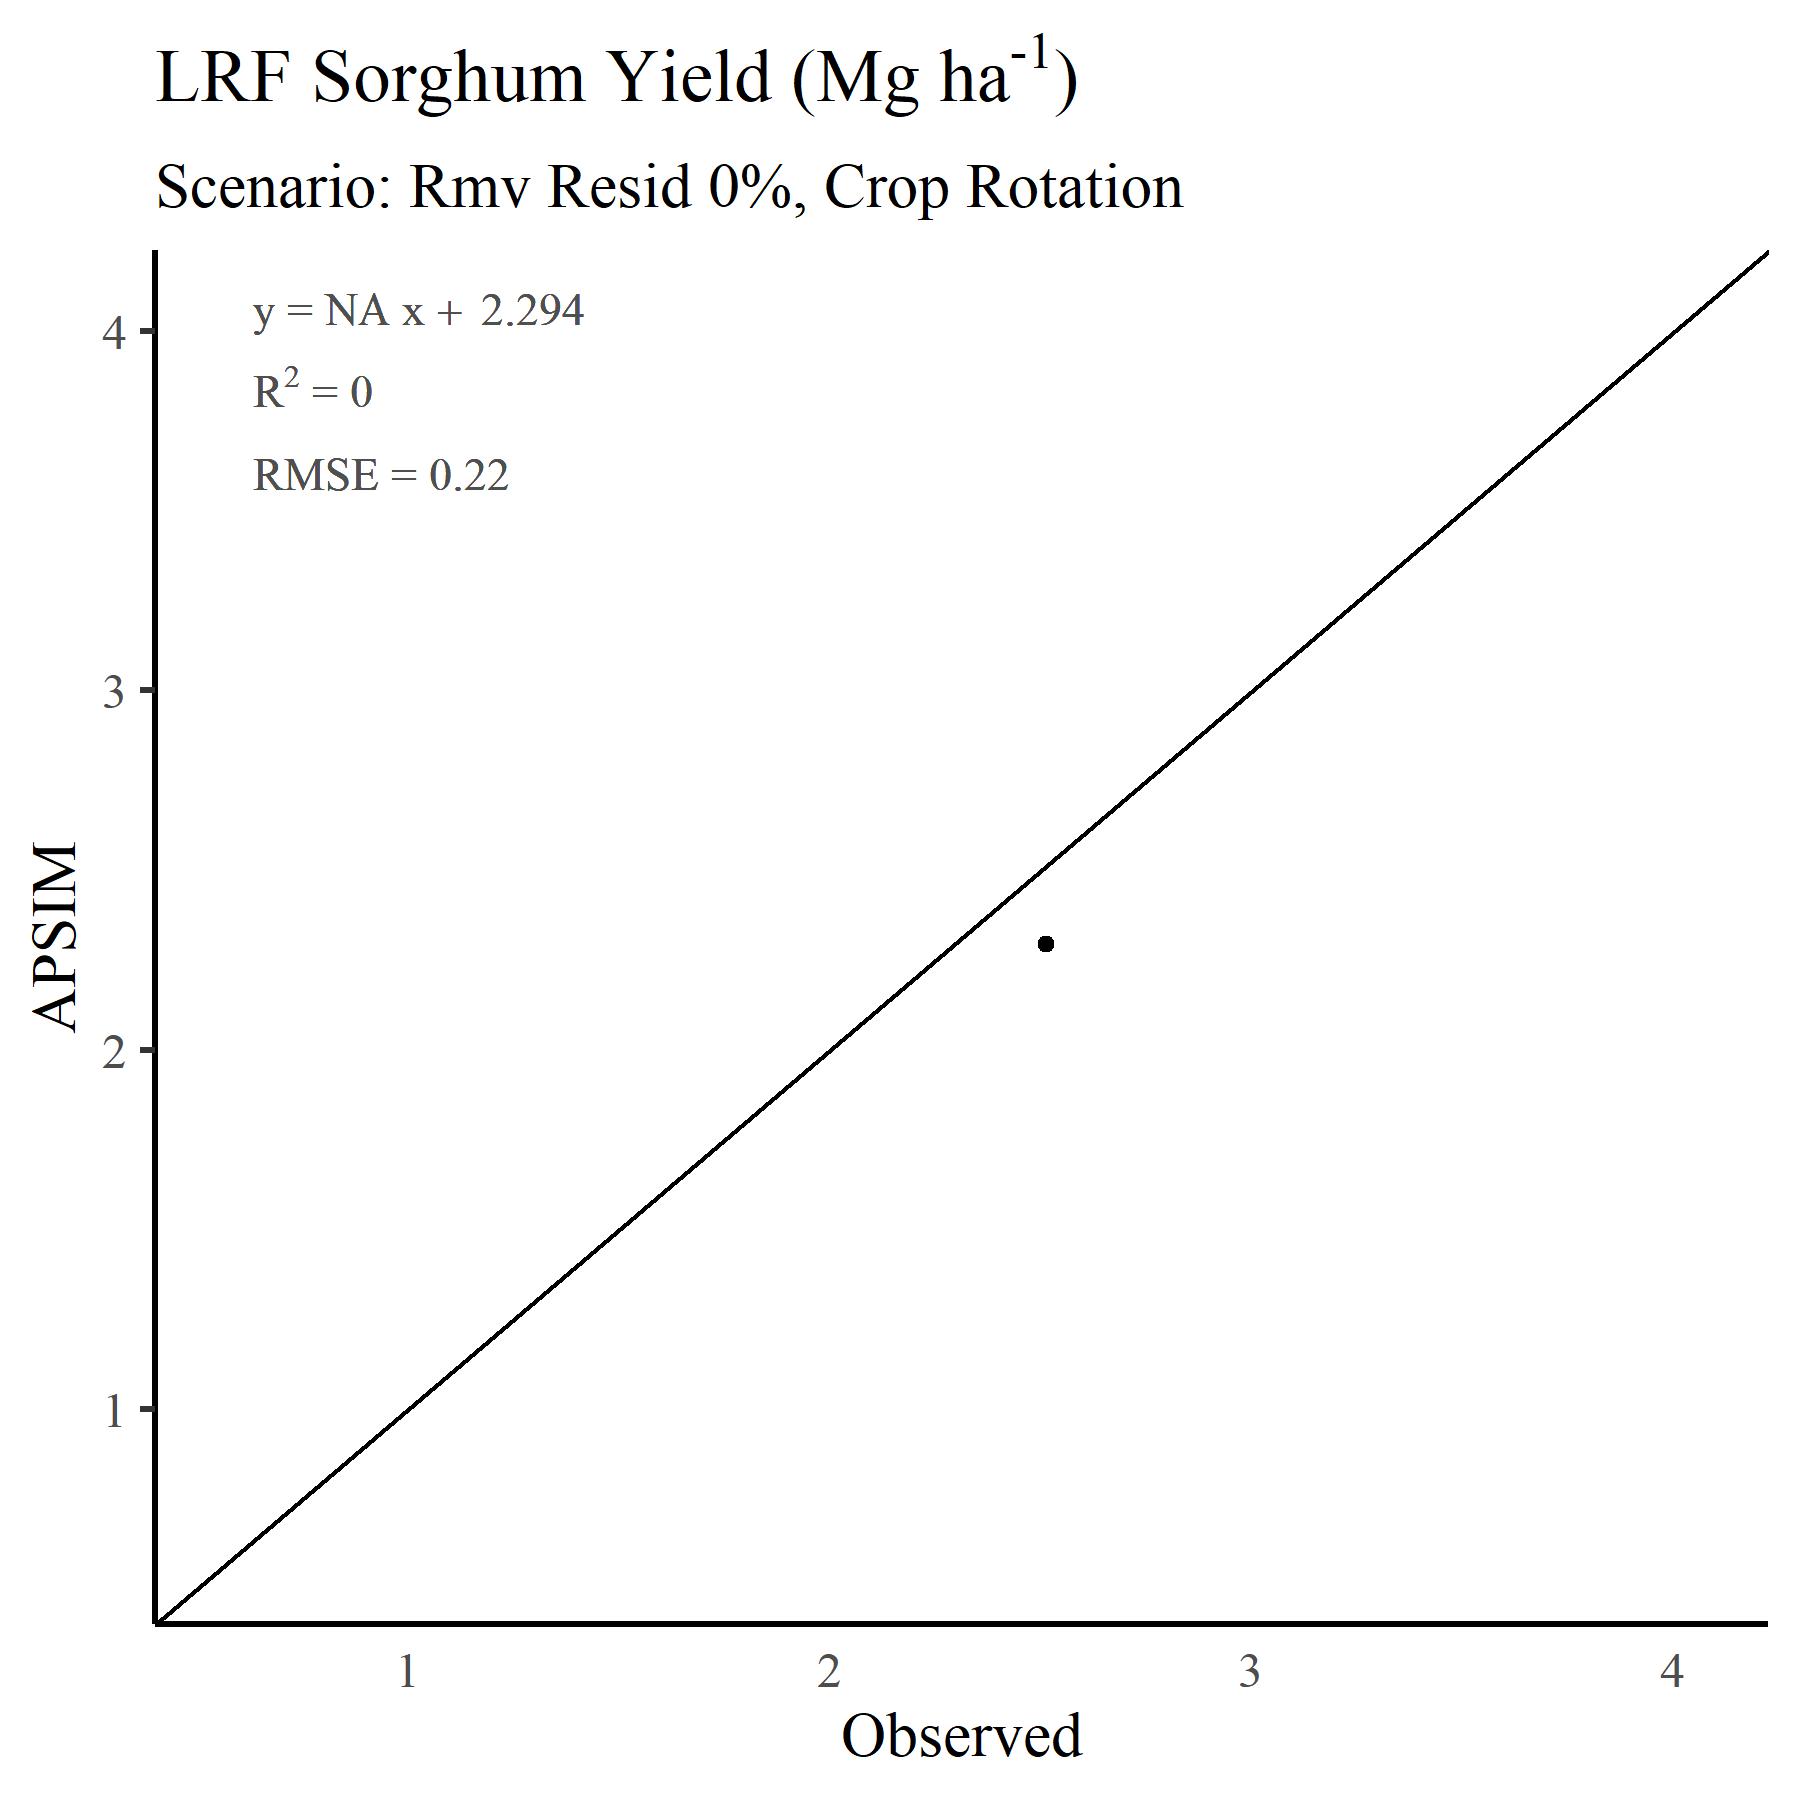 LRF Sorghum Yield (Mg ha⁻¹)
Scenario: Rmv Resid 0%, Crop Rotation
y = NA x + 2.294
R² = 0
RMSE = 0.22
4
3
2
1
APSIM
1 2 3 4
Observed